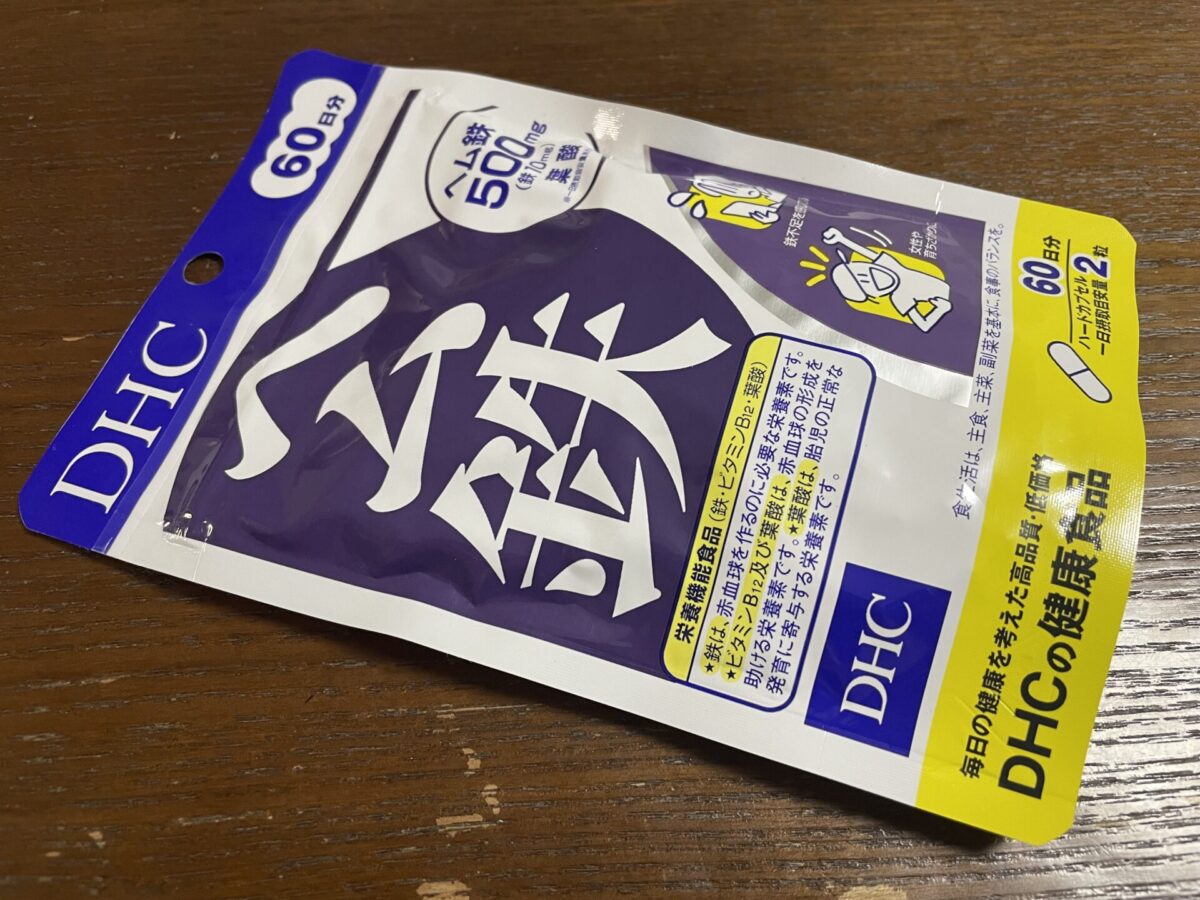 DHC
60日分
ヘム鉄
500mg
(鉄10mg)
葉酸
ヘム鉄
鉄不足を
女性や
育ち
栄養機能食品(鉄・ビタミンB12・葉酸)
★鉄は、赤血球を作るのに必要な栄養素です。
★ビタミンB12及び葉酸は、赤血球の形成を
助ける栄養素です。★葉酸は、胎児の正常な
発育に寄与する栄養素です。
食生活は、主食、主菜、副菜を基本に、食事のバランスを。
DHC
60日分
ハードカプセル
一日摂取目安量2粒
毎日の健康を考えた高品質・低価格
DHCの健康食品